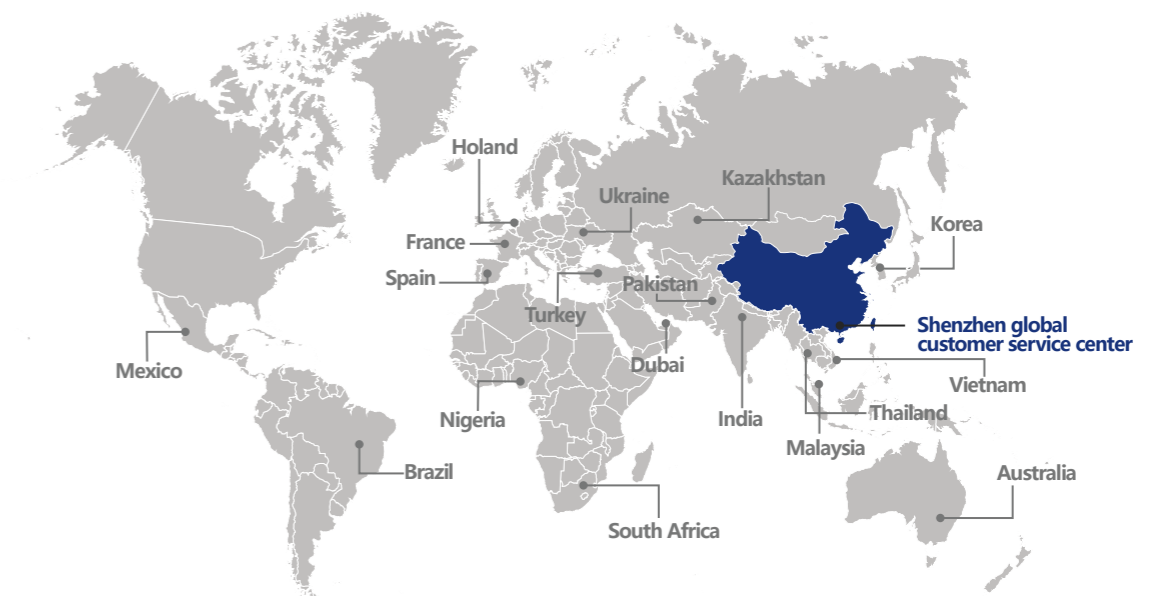 Holand
Kazakhstan
Ukraine
Korea
France
Spain
Pakistan
Turkey
Shenzhen global
customer service center
Dubai
Mexico
Vietnam
Nigeria
India
Thailand
Malaysia
Brazil
Australia
South Africa